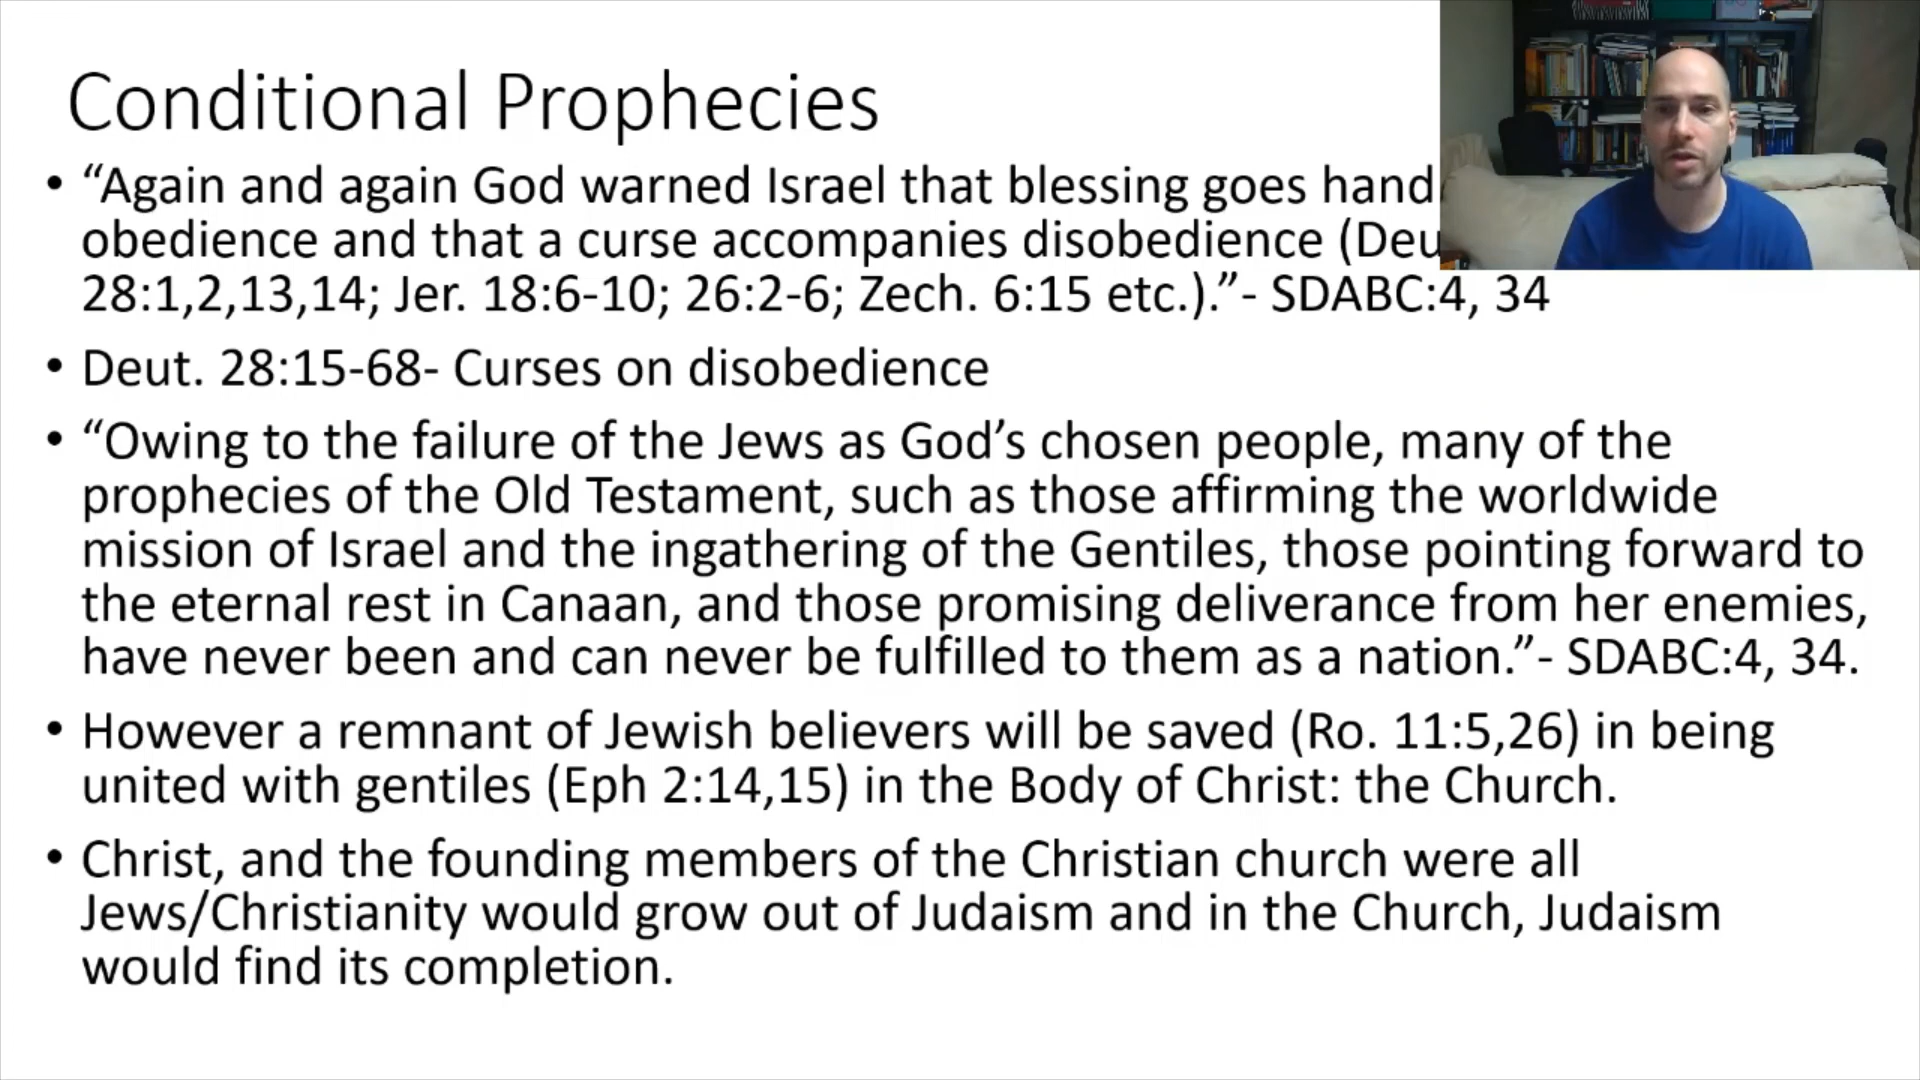 Conditional Prophecies
• “Again and again God warned Israel that blessing goes hand
obedience and that a curse accompanies disobedience (Deu
28:1,2,13,14; Jer. 18:6-10; 26:2-6; Zech. 6:15 etc.).”- SDABC:4, 34
• Deut. 28:15-68- Curses on disobedience
• “Owing to the failure of the Jews as God’s chosen people, many of the
prophecies of the Old Testament, such as those affirming the worldwide
mission of Israel and the ingathering of the Gentiles, those pointing forward to
the eternal rest in Canaan, and those promising deliverance from her enemies,
have never been and can never be fulfilled to them as a nation.”- SDABC:4, 34.
• However a remnant of Jewish believers will be saved (Ro. 11:5,26) in being
united with gentiles (Eph 2:14,15) in the Body of Christ: the Church.
• Christ, and the founding members of the Christian church were all
Jews/Christianity would grow out of Judaism and in the Church, Judaism
would find its completion.